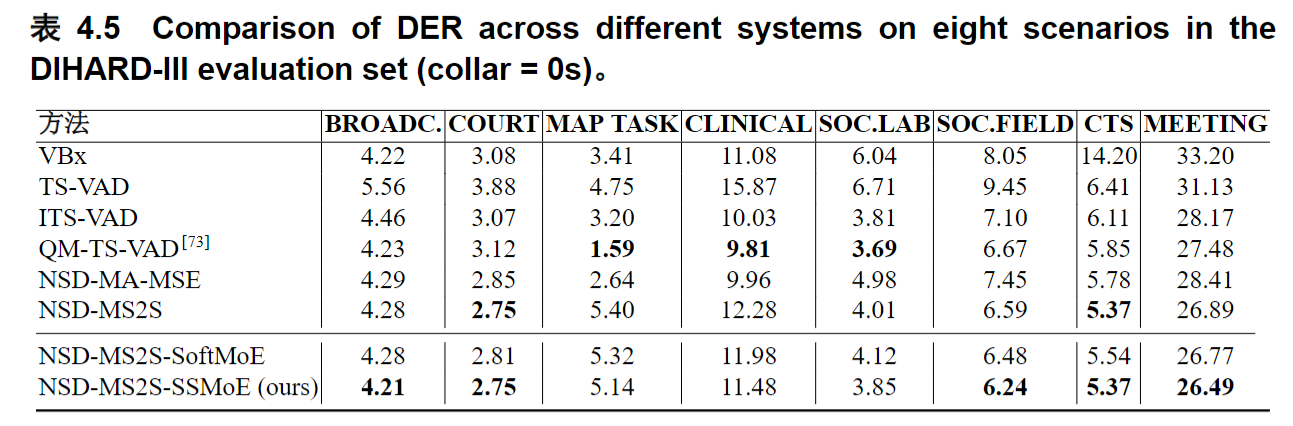 表 4.5 Comparison of DER across different systems on eight scenarios in the
DIHARD-III evaluation set (collar = 0s)。
方法 BROADC. COURT MAP TASK CLINICAL SOC.LAB SOC.FIELD CTS MEETING
VBx 4.22 3.08 3.41 11.08 6.04 8.05 14.20 33.20
TS-VAD 5.56 3.88 4.75 15.87 6.71 9.45 6.41 31.13
ITS-VAD 4.46 3.07 3.20 10.03 3.81 7.10 6.11 28.17
QM-TS-VAD[73] 4.23 3.12 1.59 9.81 3.69 6.67 5.85 27.48
NSD-MA-MSE 4.29 2.85 2.64 9.96 4.98 7.45 5.78 28.41
NSD-MS2S 4.28 2.75 5.40 12.28 4.01 6.59 5.37 26.89
NSD-MS2S-SoftMoE 4.28 2.81 5.32 11.98 4.12 6.48 5.54 26.77
NSD-MS2S-SSMoE (ours) 4.21 2.75 5.14 11.48 3.85 6.24 5.37 26.49